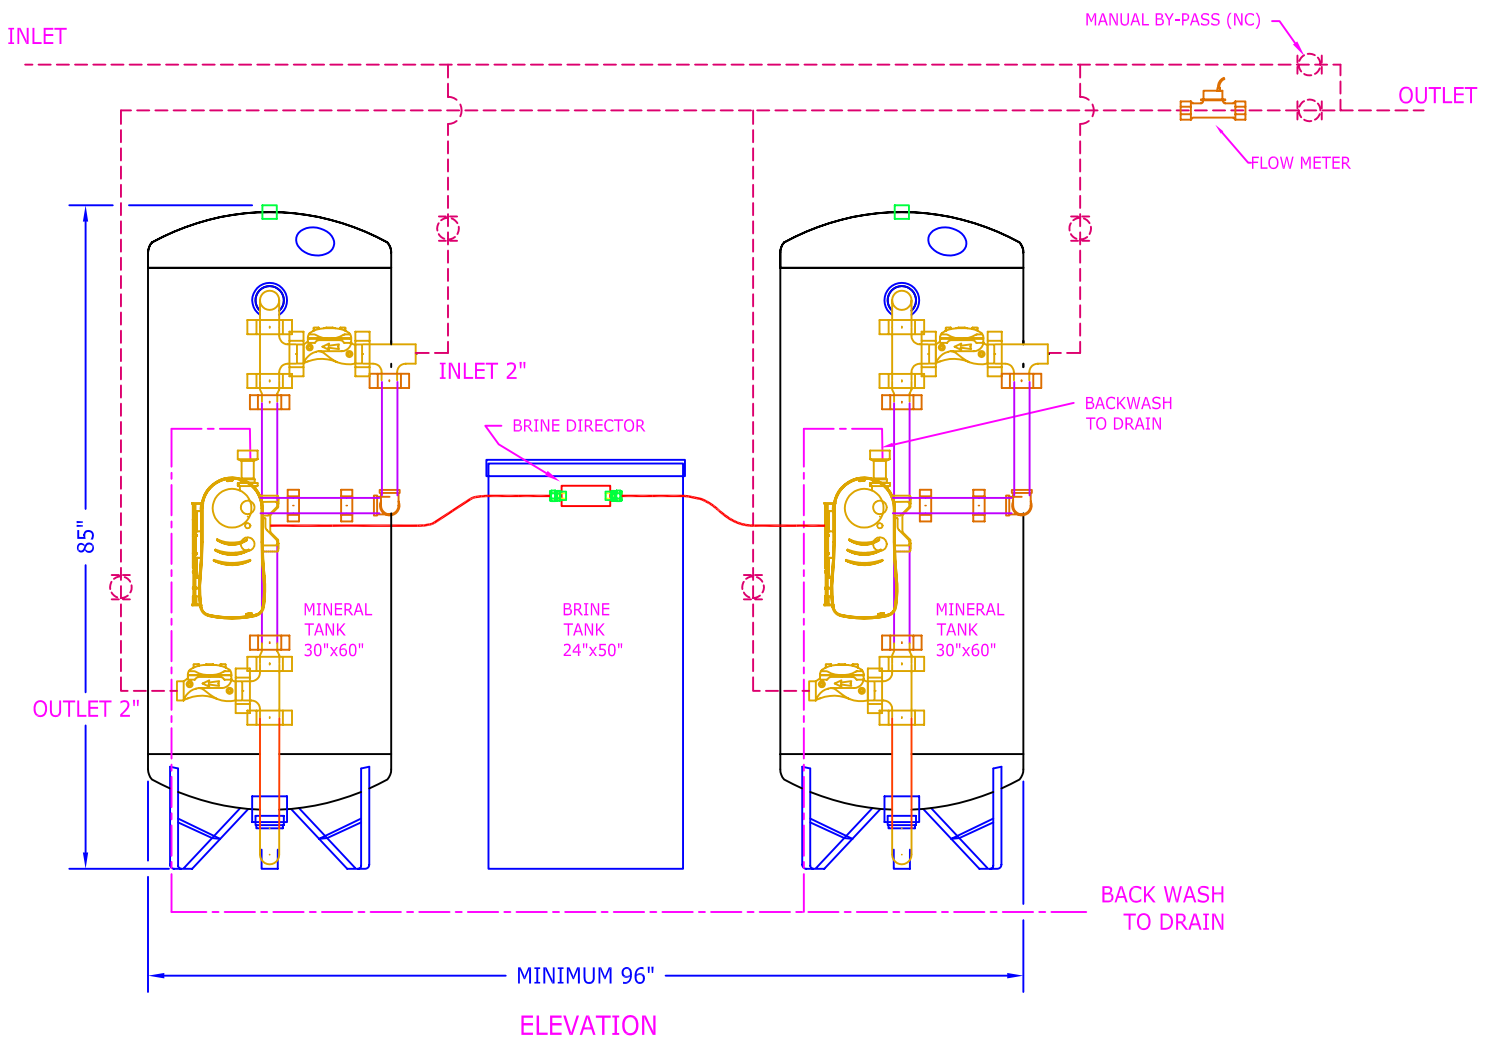 MANUAL BY-PASS (NC)
INLET
OUTLET
FLOW METER
INLET 2"
BACKWASH
TO DRAIN
BRINE DIRECTOR
85"
MINERAL
TANK
30"x60"
BRINE
TANK
24"x50"
MINERAL
TANK
30"x60"
OUTLET 2"
BACK WASH
TO DRAIN
MINIMUM 96"
ELEVATION